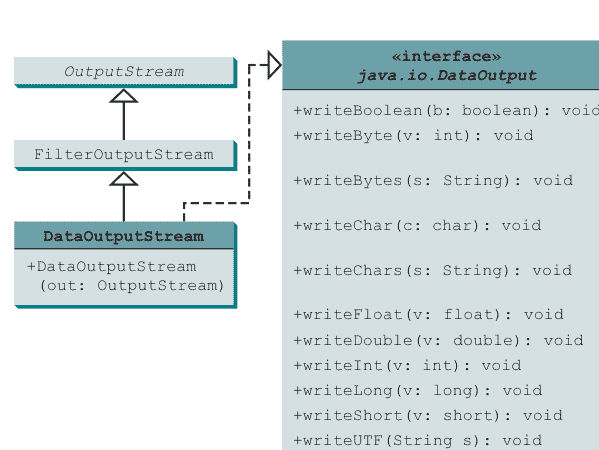 OutputStream
FilterOutputStream
DataOutputStream
+DataOutputStream
(out: OutputStream)
«interface»
java.io.DataOutput
+writeBoolean(b: boolean): void
+writeByte(v: int): void
+writeBytes(s: String): void
+writeChar(c: char): void
+writeChars(s: String): void
+writeFloat(v: float): void
+writeDouble(v: double): void
+writeInt(v: int): void
+writeLong(v: long): void
+writeShort(v: short): void
+writeUTF(String s): void